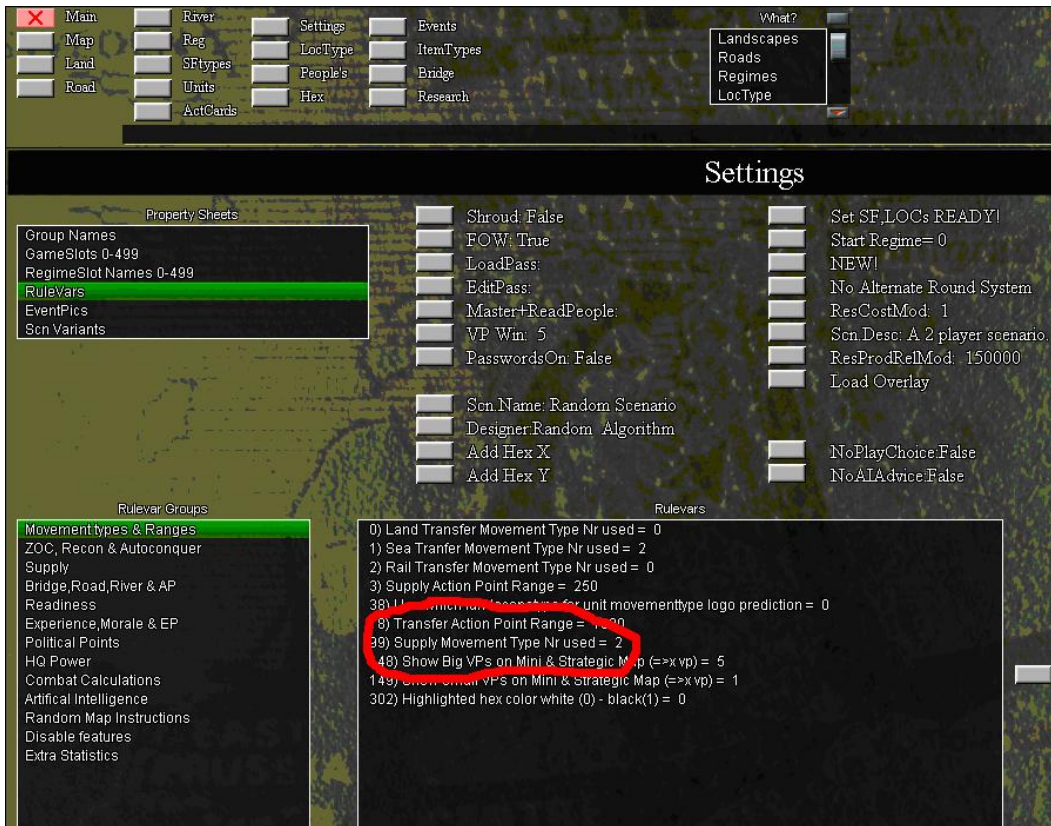 Main
Map
Land
Road
River
Reg
SFtypes
Units
ActCards
Settings
LocType
People's
Hex
Events
ItemTypes
Bridge
Research
What?
Landscapes
Roads
Regimes
LocType
Settings
Property Sheets
Group Names
GameSlots 0-499
RegimeSlot Names 0-499
RuleVars
EventPics
Scn Variants
Shroud: False
FOW: True
LoadPass:
EditPass:
Master+ReadPeople:
VP Win: 5
PasswordsOn: False
Scn.Name: Random Scenario
Designer:Random Algorithm
Add Hex X
Add Hex Y
Set SF,LOCs READY!
Start Regime= 0
NEW!
No Alternate Round System
ResCostMod: 1
Scn.Desc: A 2 player scenario.
ResProdRelMod: 150000
Load Overlay
NoPlayChoice:False
NoAIAdvice:False
Rulevar Groups
Movementtypes & Ranges
ZOC, Recon & Autoconquer
Supply
Bridge,Road,River & AP
Readiness
Experience,Morale & EP
Political Points
HQ Power
Combat Calculations
Artifical Intelligence
Random Map Instructions
Disable features
Extra Statistics
Rulevars
0) Land Transfer Movement Type Nr used = 0
1) Sea Tranfer Movement Type Nr used = 2
2) Rail Transfer Movement Type Nr used = 0
3) Supply Action Point Range = 250
38) for unit movementtype logo prediction = 0
8) Transfer Action Point Range =
99) Supply Movement Type Nr used = 2
48) Show Big VPs on Mini & Strategic Map (=>x vp) = 5
149) Show Small VPs on Mini & Strategic Map (=>x vp) = 1
302) Highlighted hex color white (0) - black(1) = 0